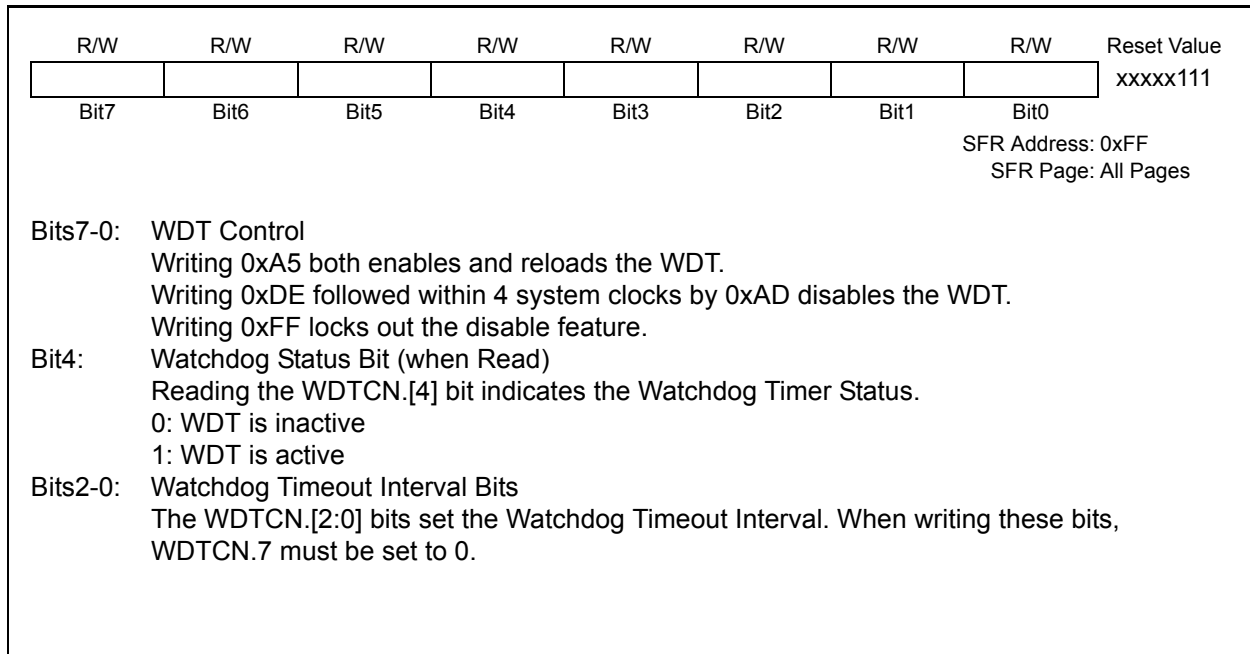 R/W R/W R/W R/W R/W R/W R/W R/W Reset Value
xxxxx111
Bit7 Bit6 Bit5 Bit4 Bit3 Bit2 Bit1 Bit0
SFR Address: 0xFF
SFR Page: All Pages
Bits7-0: WDT Control
Writing 0xA5 both enables and reloads the WDT.
Writing 0xDE followed within 4 system clocks by 0xAD disables the WDT.
Writing 0xFF locks out the disable feature.
Bit4: Watchdog Status Bit (when Read)
Reading the WDTCN.[4] bit indicates the Watchdog Timer Status.
0: WDT is inactive
1: WDT is active
Bits2-0: Watchdog Timeout Interval Bits
The WDTCN.[2:0] bits set the Watchdog Timeout Interval. When writing these bits,
WDTCN.7 must be set to 0.